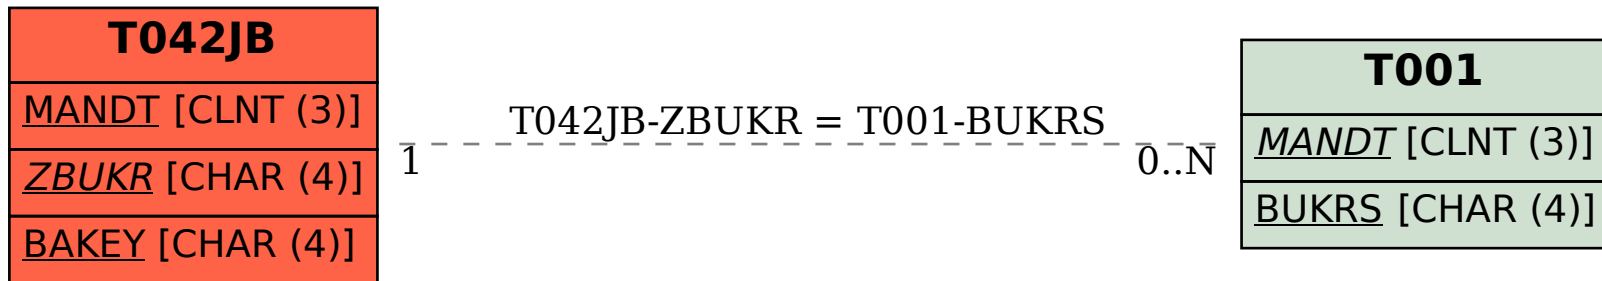 T042JB
MANDT [CLNT (3)]
ZBUKR [CHAR (4)]
BAKEY [CHAR (4)]
T042JB-ZBUKR = T001-BUKRS
1
0..N
T001
MANDT [CLNT (3)]
BUKRS [CHAR (4)]